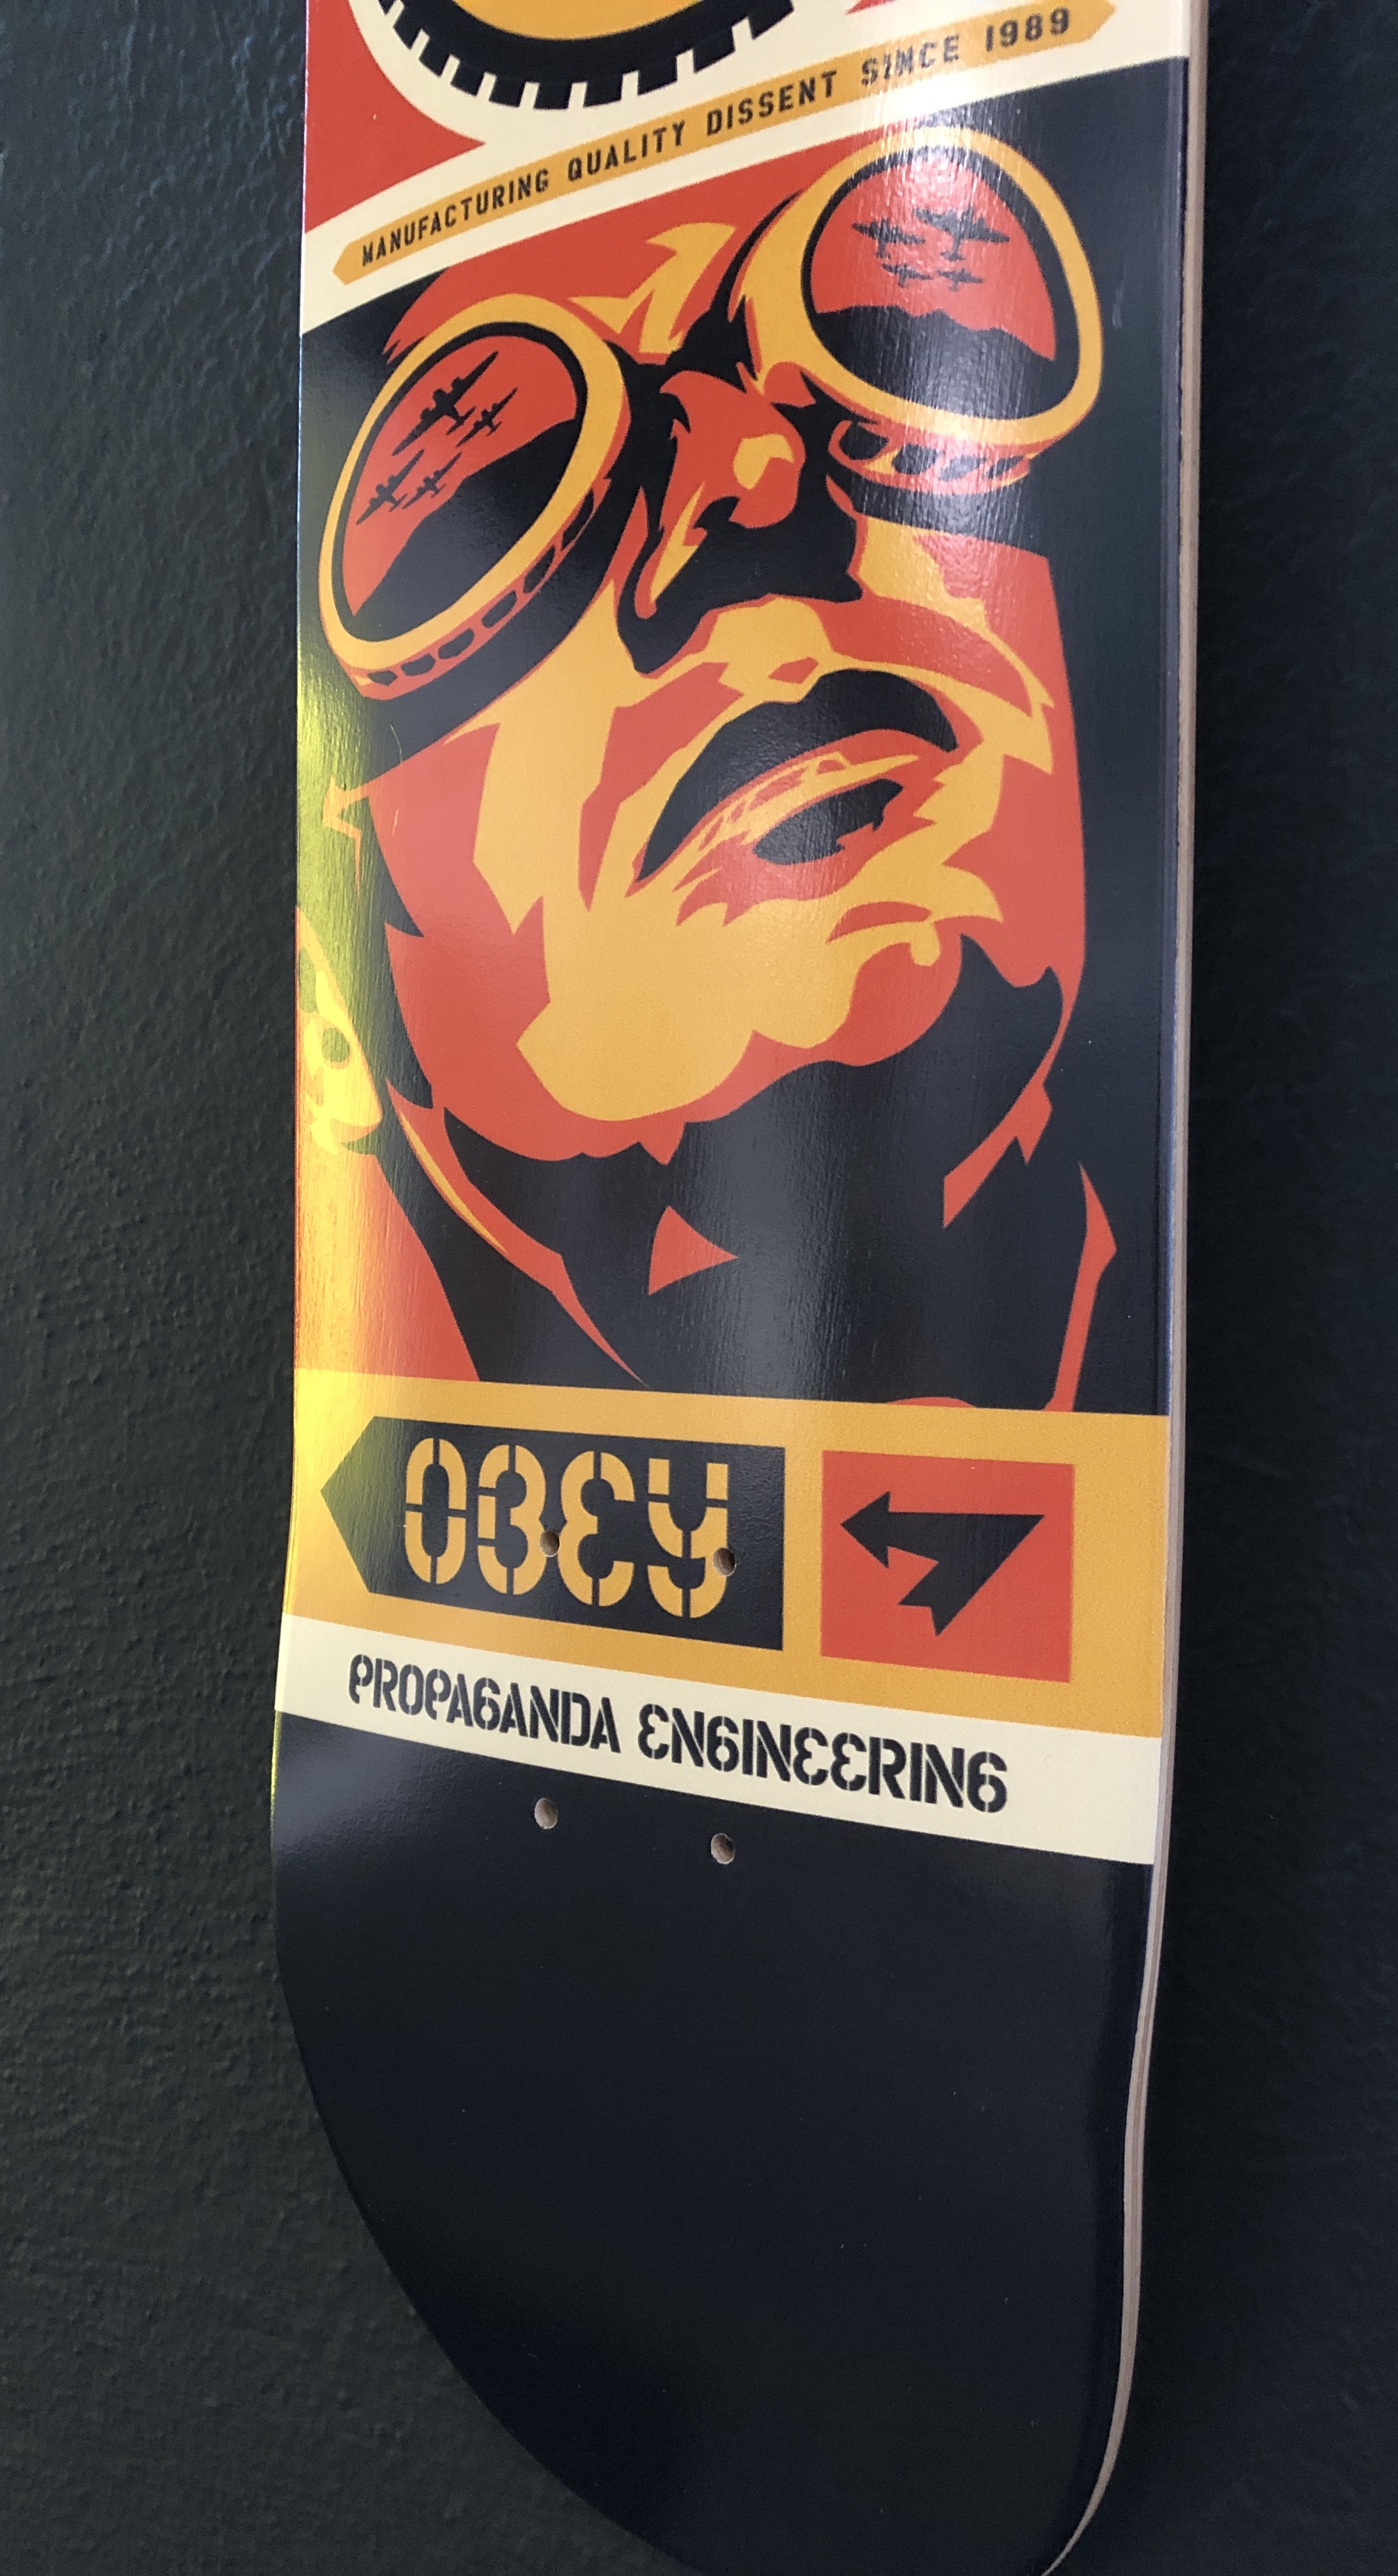 MANUFACTURING QUALITY DISSENT SINCE 1989
OBEY
PROPAGANDA ENGINEERING